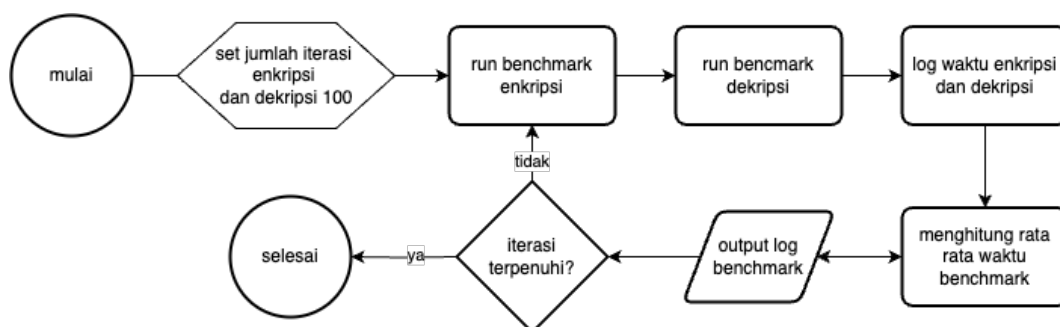 mulai
set jumlah iterasi
enkripsi
dan dekripsi 100
run benchmark
enkripsi
run bencmark
dekripsi
log waktu enkripsi
dan dekripsi
menghitung rata
rata waktu
benchmark
output log
benchmark
iterasi
terpenuhi?
tidak
ya
selesai